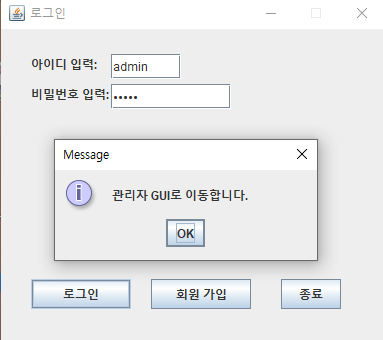 로그인
아이디 입력: admin
비밀번호 입력: •••••
Message
관리자 GUI로 이동합니다.
OK
로그인 회원 가입 종료